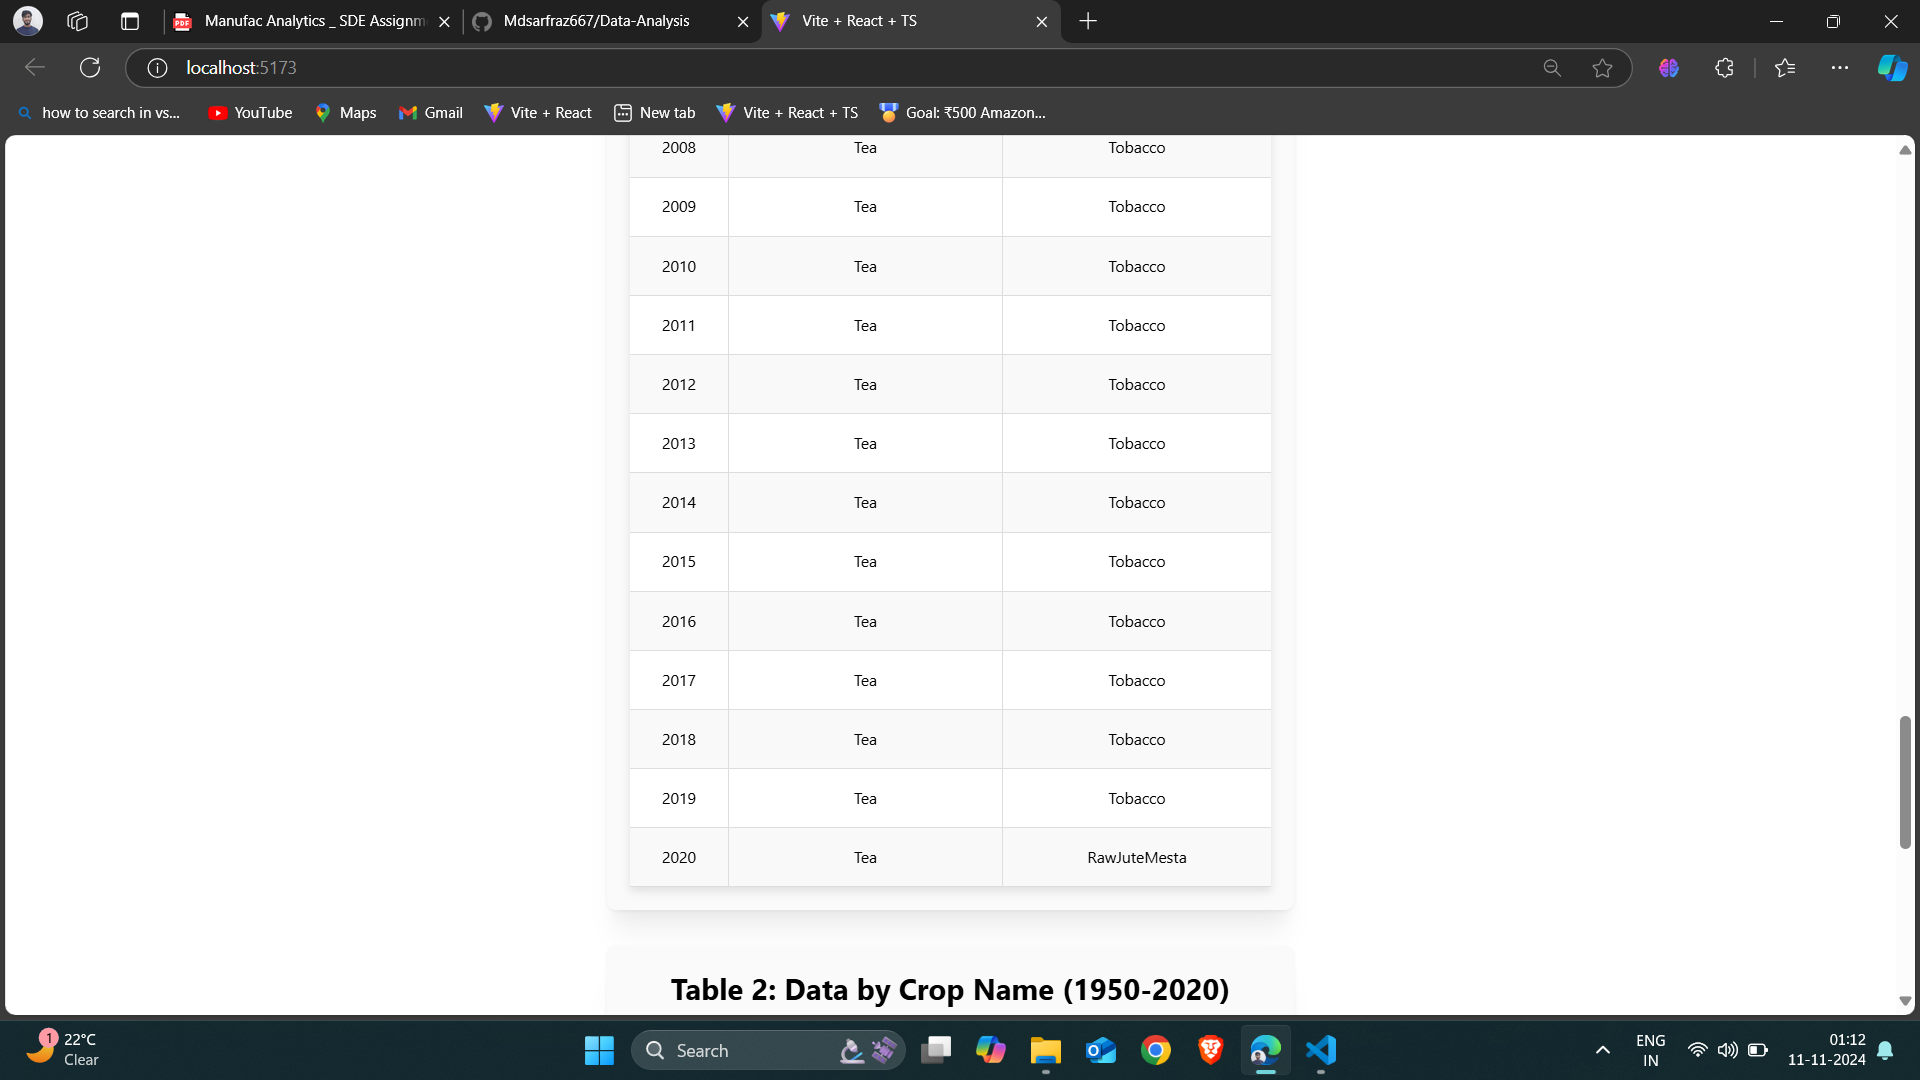 Manufac Analytics _ SDE Assignm
Mdsarfraz667/Data-Analysis
Vite + React + TS
localhost:5173
how to search in vs...
YouTube
Maps
Gmail
Vite + React
New tab
Vite + React + TS
Goal: ₹500 Amazon...
2008 Tea Tobacco
2009 Tea Tobacco
2010 Tea Tobacco
2011 Tea Tobacco
2012 Tea Tobacco
2013 Tea Tobacco
2014 Tea Tobacco
2015 Tea Tobacco
2016 Tea Tobacco
2017 Tea Tobacco
2018 Tea Tobacco
2019 Tea Tobacco
2020 Tea RawJuteMesta
Table 2: Data by Crop Name (1950-2020)
1
22°C
Clear
Search
ENG
IN
01:12
11-11-2024